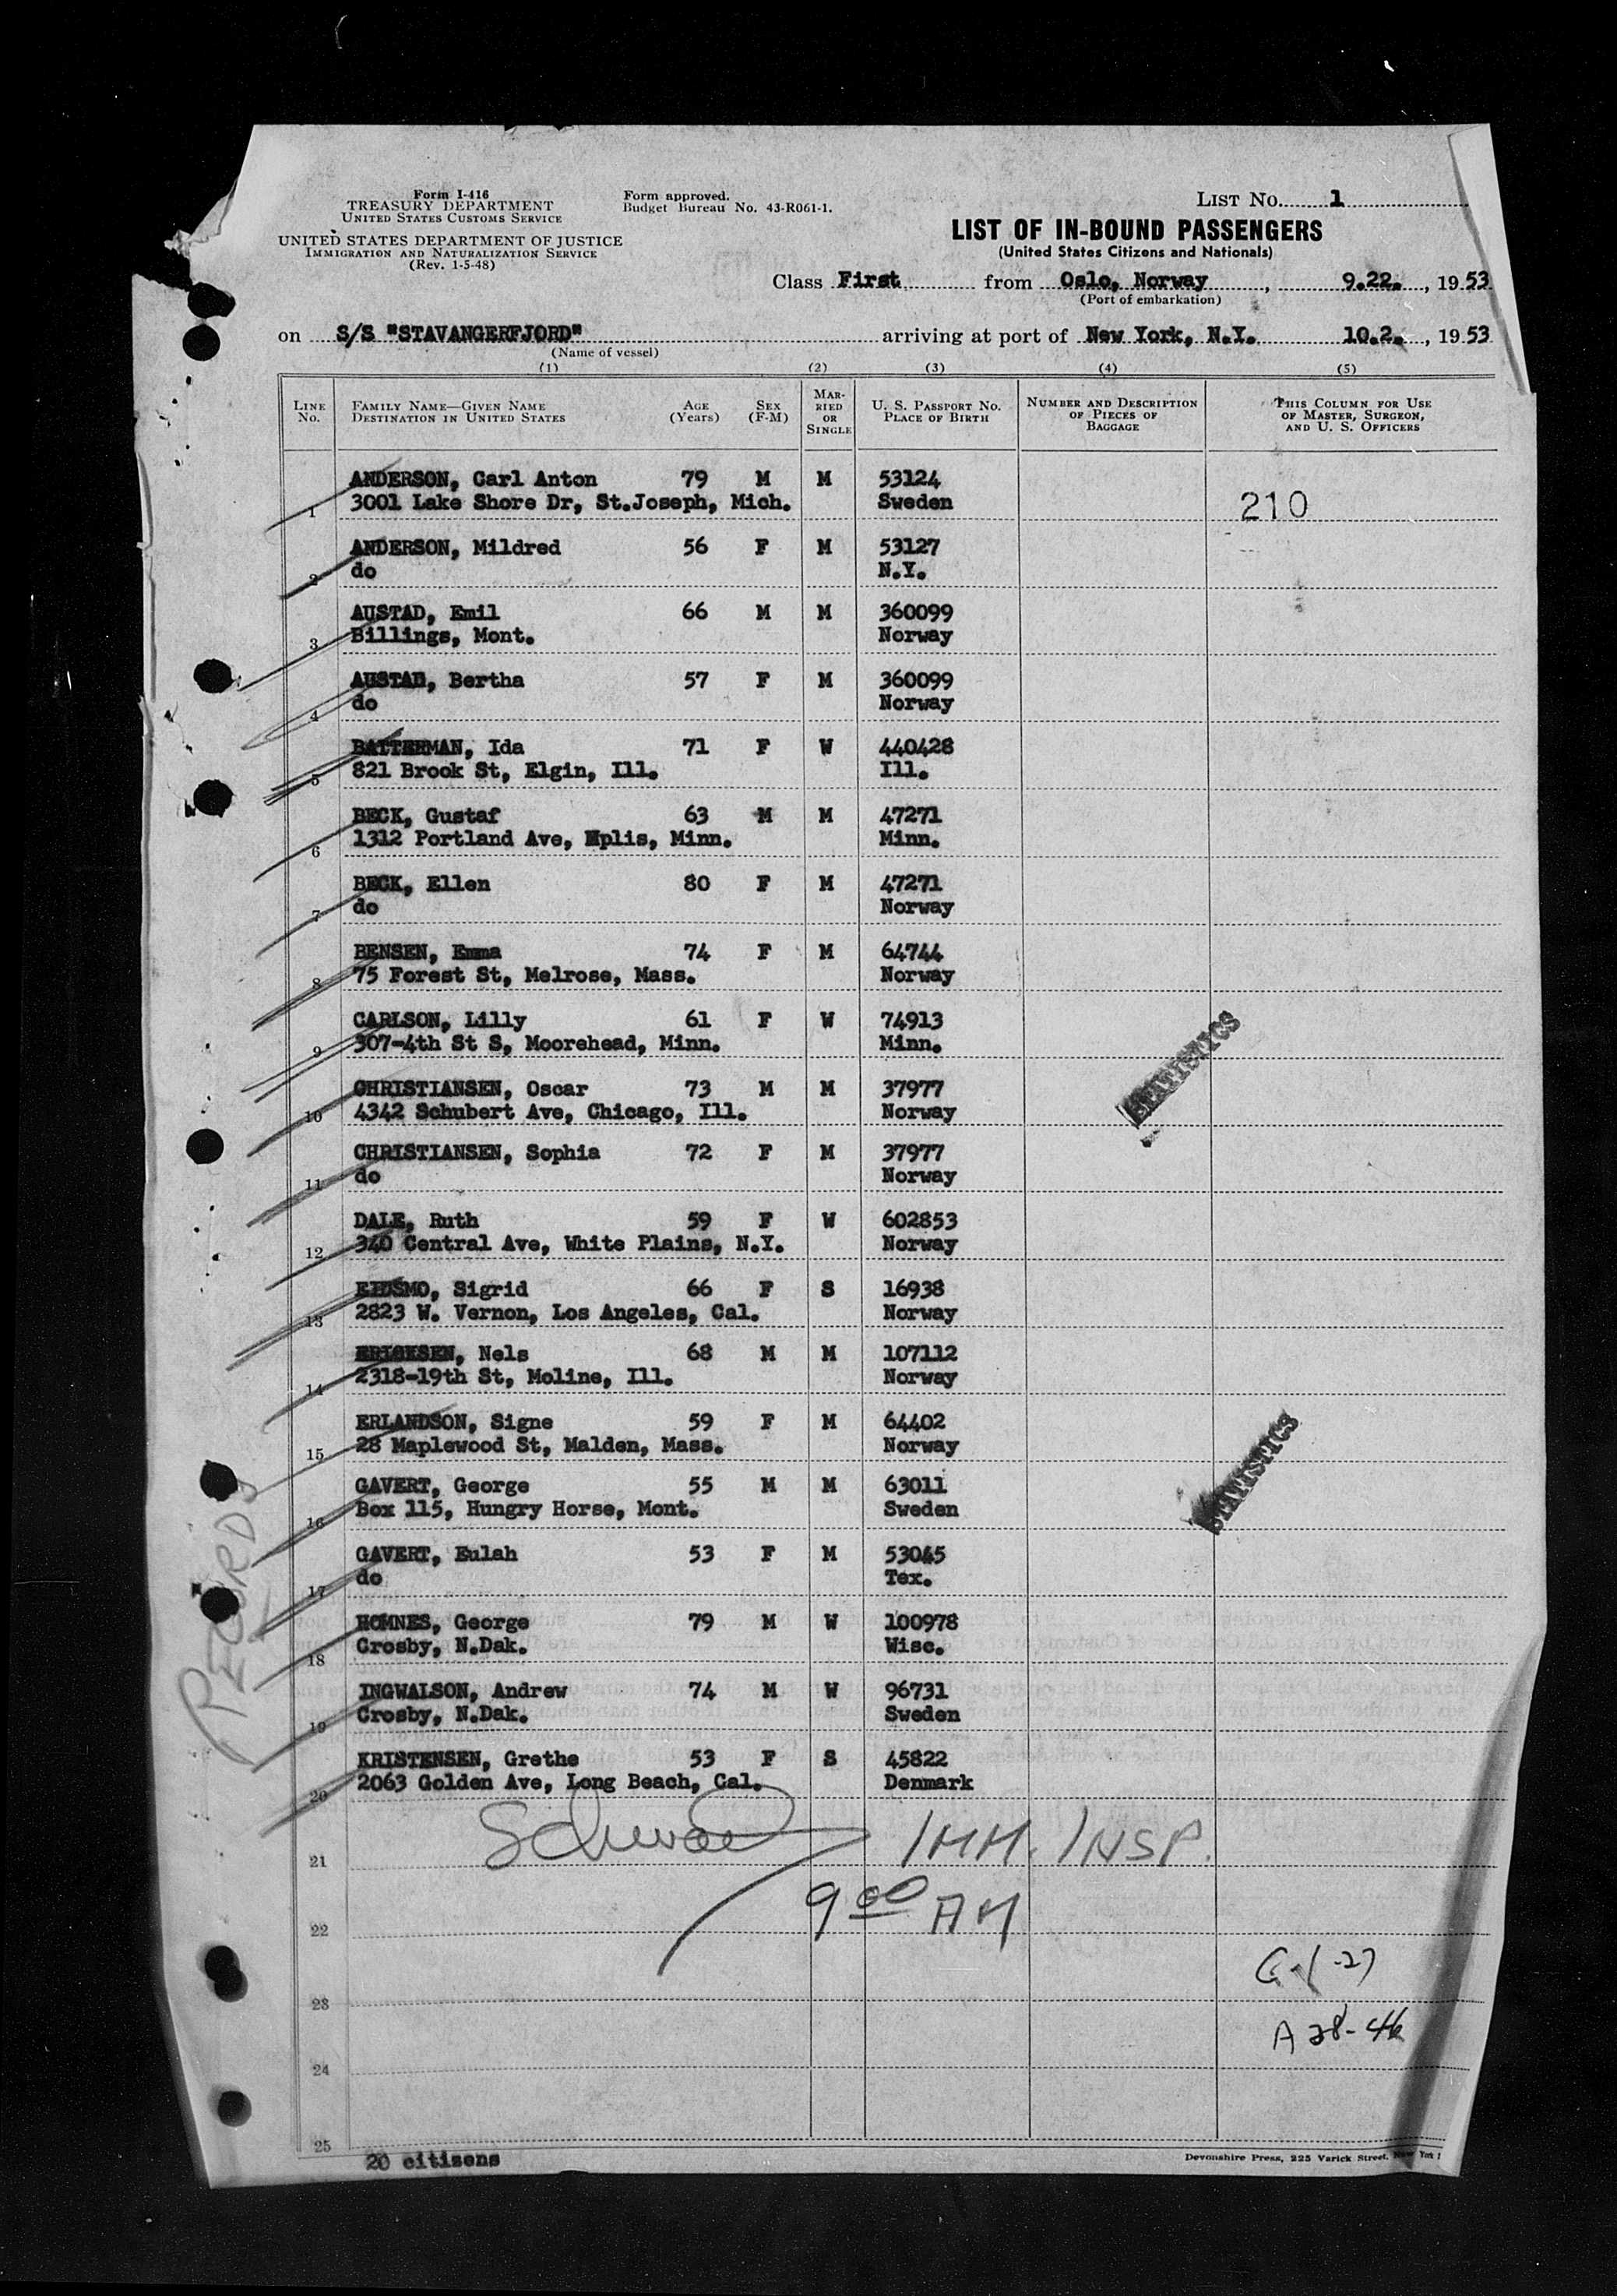 Form I-416
TREASURY DEPARTMENT
UNITED STATES CUSTOMS SERVICE
UNITED STATES DEPARTMENT OF JUSTICE
IMMIGRATION AND NATURALIZATION SERVICE
(Rev. 1-5-48)
Form approved.
Budget Bureau No. 43-R061-1.
LIST No. 1
LIST OF IN-BOUND PASSENGERS
(United States Citizens and Nationals)
Class First from Oslo, Norway, 9.22., 1953
(Port of embarkation)
on S/S "STAVANGERFJORD" arriving at port of New York, N.Y. 10.2., 1953
(Name of vessel)
(1) (2) (3) (4) (5)
LINE No. FAMILY NAME—GIVEN NAME DESTINATION IN UNITED STATES AGE (Years) SEX (F-M) MARRIED OR SINGLE U. S. PASSPORT No. PLACE OF BIRTH NUMBER AND DESCRIPTION OF PIECES OF BAGGAGE THIS COLUMN FOR USE OF MASTER, SURGEON, AND U. S. OFFICERS
ANDERSON, Carl Anton 79 M M 53124
1 3001 Lake Shore Dr, St.Joseph, Mich. Sweden 210
ANDERSON, Mildred 56 F M 53127
2 do N.Y.
AUSTAD, Emil 66 M M 360099
3 Billings, Mont. Norway
AUSTAD, Bertha 57 F M 360099
4 do Norway
BATTERMAN, Ida 71 F W 440428
5 821 Brook St, Elgin, Ill. Ill.
BECK, Gustaf 63 M M 47271
6 1312 Portland Ave, Mplis, Minn. Minn.
BECK, Ellen 80 F M 47271
7 do Norway
BENSEN, Emma 74 F M 64744
8 75 Forest St, Melrose, Mass. Norway
CARLSON, Lilly 61 F W 74913
9 307-4th St S, Moorehead, Minn. Minn.
CHRISTIANSEN, Oscar 73 M M 37977
10 4342 Schubert Ave, Chicago, Ill. Norway
STATISTICS
CHRISTIANSEN, Sophia 72 F M 37977
11 do Norway
DALE, Ruth 59 F W 602853
12 340 Central Ave, White Plains, N.Y. Norway
EIDSMO, Sigrid 66 F S 16938
13 2823 W. Vernon, Los Angeles, Cal. Norway
ERICKSEN, Nels 68 M M 107112
14 2318-19th St, Moline, Ill. Norway
ERLANDSON, Signe 59 F M 64402
15 28 Maplewood St, Malden, Mass. Norway
STATISTICS
GAVERT, George 55 M M 63011
16 Box 115, Hungry Horse, Mont. Sweden
GAVERT, Eulah 53 F M 53045
17 do Tex.
HOMNES, George 79 M W 100978
18 Crosby, N.Dak. Wisc.
INGWALSON, Andrew 74 M W 96731
19 Crosby, N.Dak. Sweden
KRISTENSEN, Grethe 53 F S 45822
20 2063 Golden Ave, Long Beach, Cal. Denmark
RECORDS
21 IMM. INSP.
22 9 00 AM
23 G-(-27)
24 A 28-46
25
20 citizens
Devonshire Press, 225 Varick Street, New York